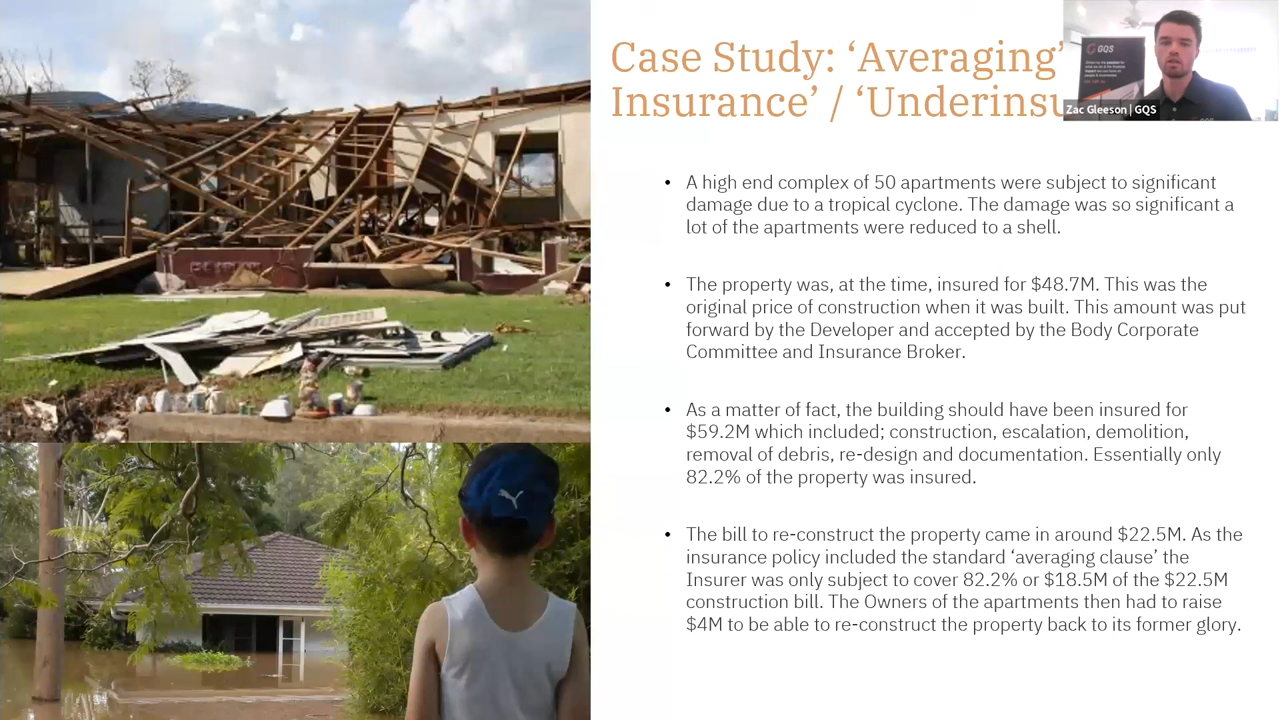 Case Study: ‘Averaging’
Insurance’ / ‘Underinsu
GQS
Zac Gleeson | GQS
• A high end complex of 50 apartments were subject to significant
damage due to a tropical cyclone. The damage was so significant a
lot of the apartments were reduced to a shell.
• The property was, at the time, insured for $48.7M. This was the
original price of construction when it was built. This amount was put
forward by the Developer and accepted by the Body Corporate
Committee and Insurance Broker.
• As a matter of fact, the building should have been insured for
$59.2M which included; construction, escalation, demolition,
removal of debris, re-design and documentation. Essentially only
82.2% of the property was insured.
• The bill to re-construct the property came in around $22.5M. As the
insurance policy included the standard ‘averaging clause’ the
Insurer was only subject to cover 82.2% or $18.5M of the $22.5M
construction bill. The Owners of the apartments then had to raise
$4M to be able to re-construct the property back to its former glory.